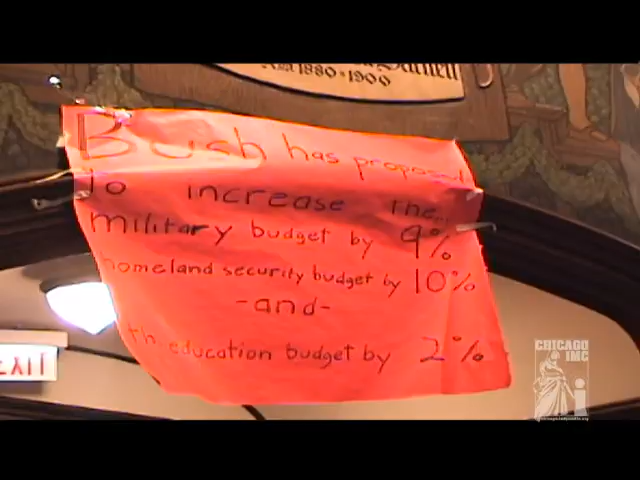 Bush has proposed
To increase The
military budget by 9%
homeland security budget by 10%
-and-
th education budget by 2%
1880-1900
EXIT
CHICAGO
IMC